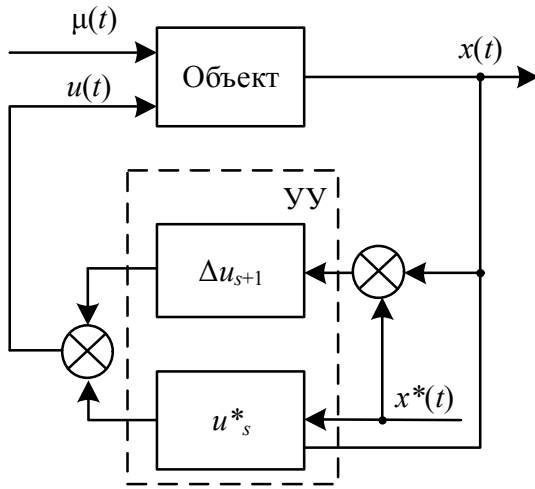 μ(t)
x(t)
Объект
u(t)
УУ
Δu_{s+1}
x*(t)
u*_s